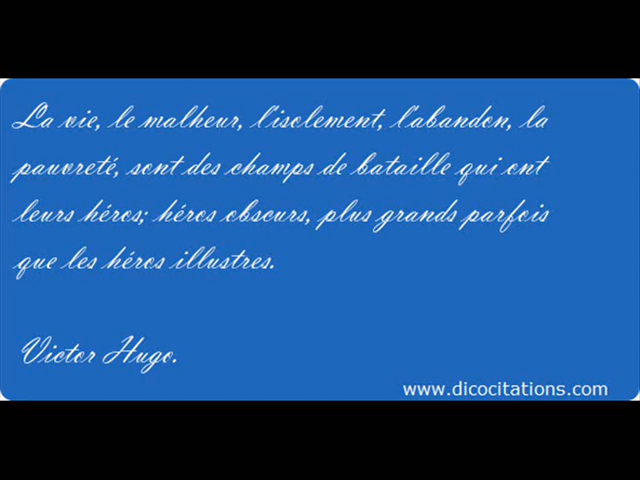 La vie, le malheur, l'isolement, l'abandon, la
pauvreté, sont des champs de bataille qui ont
leurs héros; héros obscurs, plus grands parfois
que les héros illustres.
Victor Hugo.
www.dicocitations.com